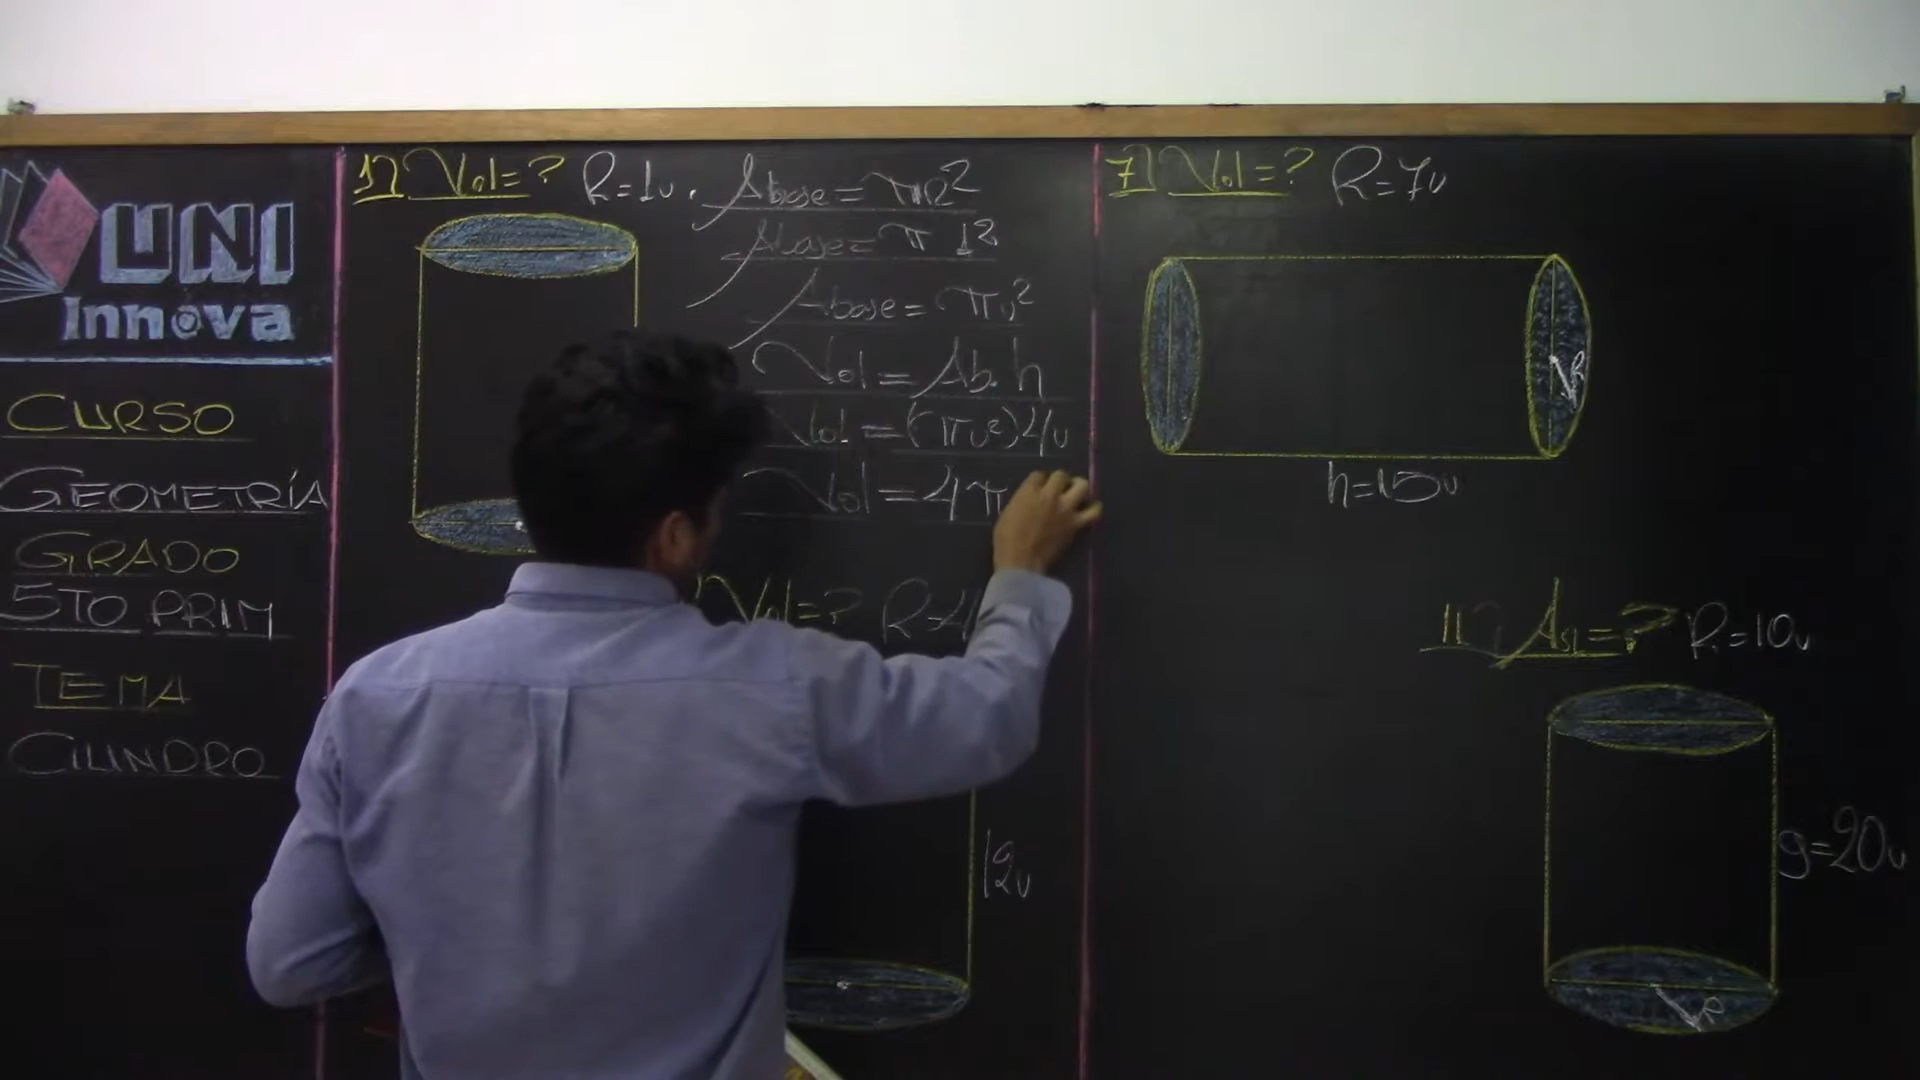 UNI
Innova
CURSO
GEOMETRÍA
GRADO
5TO PRIM
TEMA
CILINDRO
1) Vol=? R=1u.
Abase=πR²
Abase=π 1²
Abase=πu²
Vol=Ab.h
Vol=(πu²)4u
Vol=4π
Vol=?
12u
7) Vol=? R=7u
R
h=15u
11) ASL=? R=10u
g=20u
R